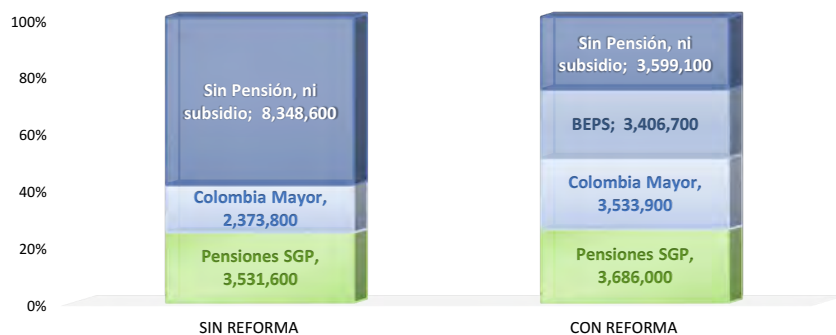 100%
80%
60%
40%
20%
0%
Sin Pensión, ni
subsidio; 8,348,600
Colombia Mayor,
2,373,800
Pensiones SGP,
3,531,600
Sin Pensión, ni
subsidio; 3,599,100
BEPS; 3,406,700
Colombia Mayor,
3,533,900
Pensiones SGP,
3,686,000
SIN REFORMA
CON REFORMA